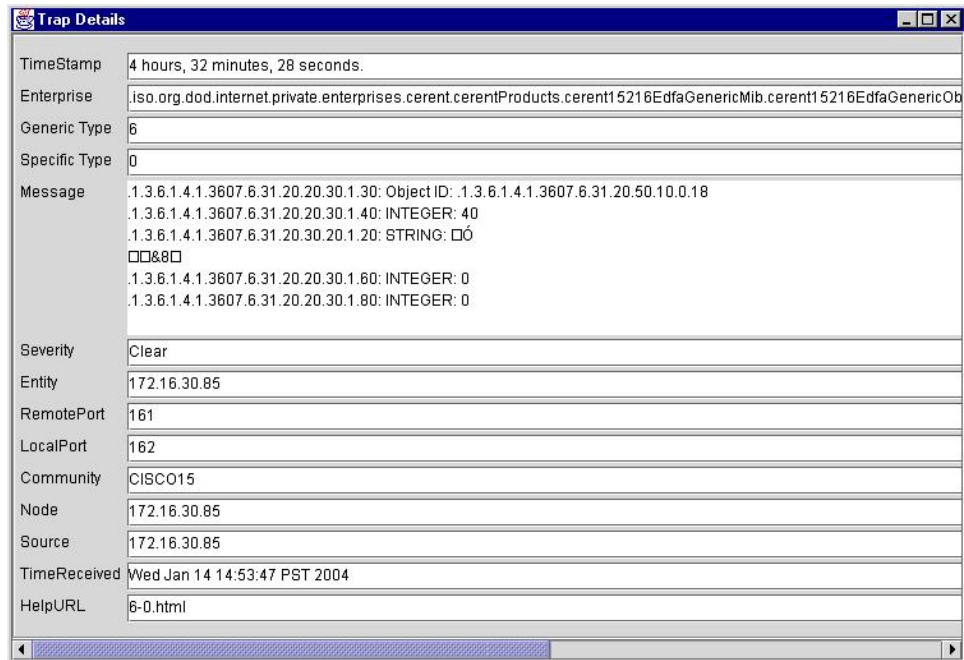 Trap Details
TimeStamp 4 hours, 32 minutes, 28 seconds.
Enterprise .iso.org.dod.internet.private.enterprises.cerent.cerentProducts.cerent15216EdfaGenericMib.cerent15216EdfaGenericOb
Generic Type 6
Specific Type 0
Message .1.3.6.1.4.1.3607.6.31.20.20.30.1.30: Object ID: .1.3.6.1.4.1.3607.6.31.20.50.10.0.18
.1.3.6.1.4.1.3607.6.31.20.20.30.1.40: INTEGER: 40
.1.3.6.1.4.1.3607.6.31.20.30.20.1.20: STRING: □Ó
□□&8□
.1.3.6.1.4.1.3607.6.31.20.20.30.1.60: INTEGER: 0
.1.3.6.1.4.1.3607.6.31.20.20.30.1.80: INTEGER: 0
Severity Clear
Entity 172.16.30.85
RemotePort 161
LocalPort 162
Community CISCO15
Node 172.16.30.85
Source 172.16.30.85
TimeReceived Wed Jan 14 14:53:47 PST 2004
HelpURL 6-0.html